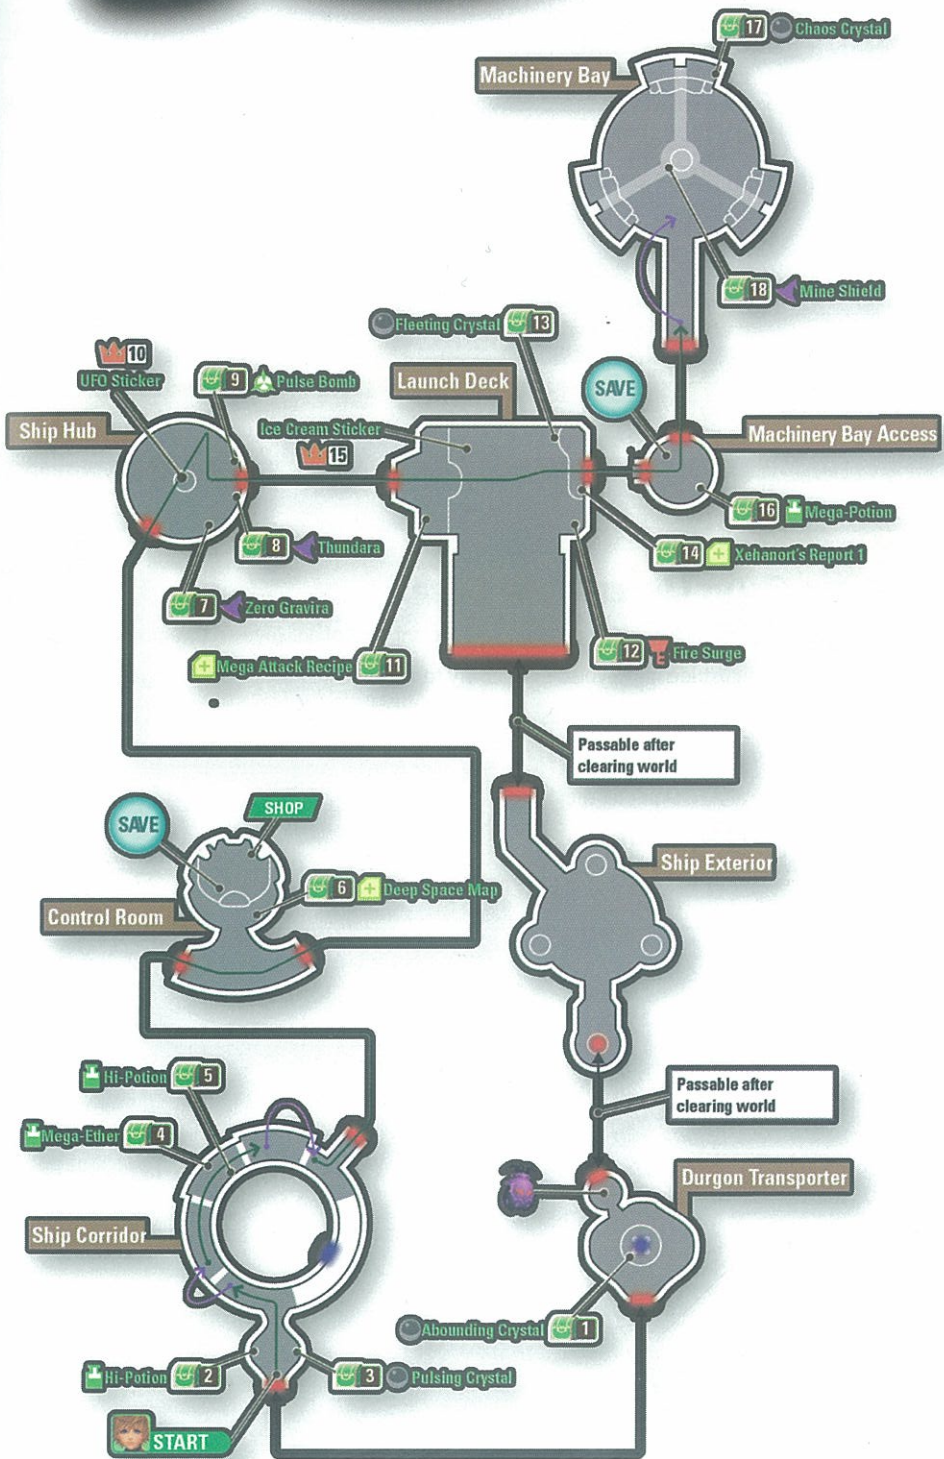 17 Chaos Crystal
Machinery Bay
18 Mine Shield
Fleeting Crystal 13
10
UFO Sticker
9 Pulse Bomb
Launch Deck
SAVE
Ship Hub
Ice Cream Sticker
15
Machinery Bay Access
16 Mega-Potion
8 Thundara
14 Xehanort's Report 1
7 Zero Gravira
Mega Attack Recipe 11
12 Fire Surge
Passable after
clearing world
SHOP
SAVE
Ship Exterior
6 Deep Space Map
Control Room
Hi-Potion 5
Passable after
clearing world
Mega-Ether 4
Durgon Transporter
Ship Corridor
Abounding Crystal 1
Hi-Potion 2
3 Pulsing Crystal
START